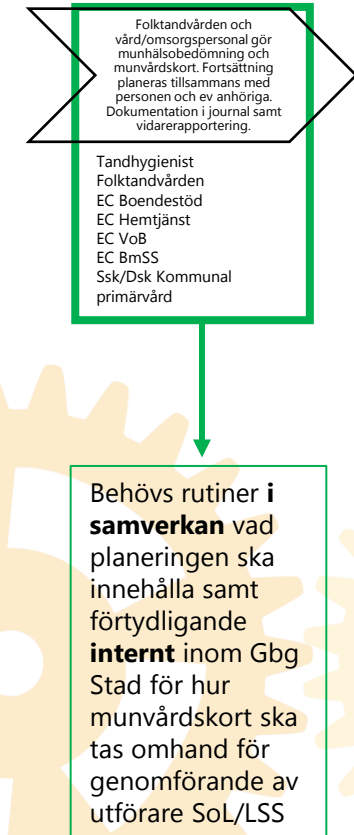 Folktandvården och
vård/omsorgspersonal gör
munhälsobedömning och
munvårdskort. Fortsättning
planeras tillsammans med
personen och ev anhöriga.
Dokumentation i journal samt
vidarerapportering.
Tandhygienist
Folktandvården
EC Boendestöd
EC Hemtjänst
EC VoB
EC BmSS
Ssk/Dsk Kommunal
primärvård
Behövs rutiner i
samverkan vad
planeringen ska
innehålla samt
förtydligande
internt inom Gbg
Stad för hur
munvårdskort ska
tas omhand för
genomförande av
utförare SoL/LSS